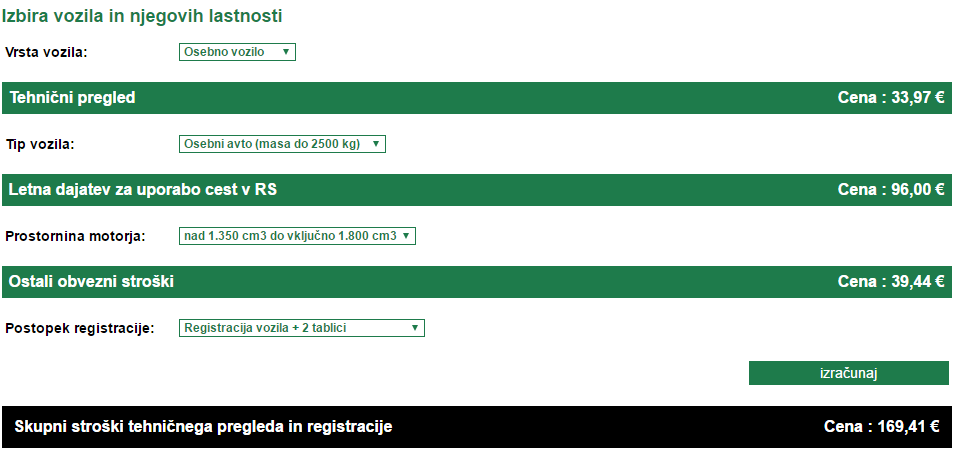 Izbira vozila in njegovih lastnosti
Vrsta vozila: Osebno vozilo
Tehnični pregled Cena : 33,97 €
Tip vozila: Osebni avto (masa do 2500 kg)
Letna dajatev za uporabo cest v RS Cena : 96,00 €
Prostornina motorja: nad 1.350 cm3 do vključno 1.800 cm3
Ostali obvezni stroški Cena : 39,44 €
Postopek registracije: Registracija vozila + 2 tablici
izračunaj
Skupni stroški tehničnega pregleda in registracije Cena : 169,41 €